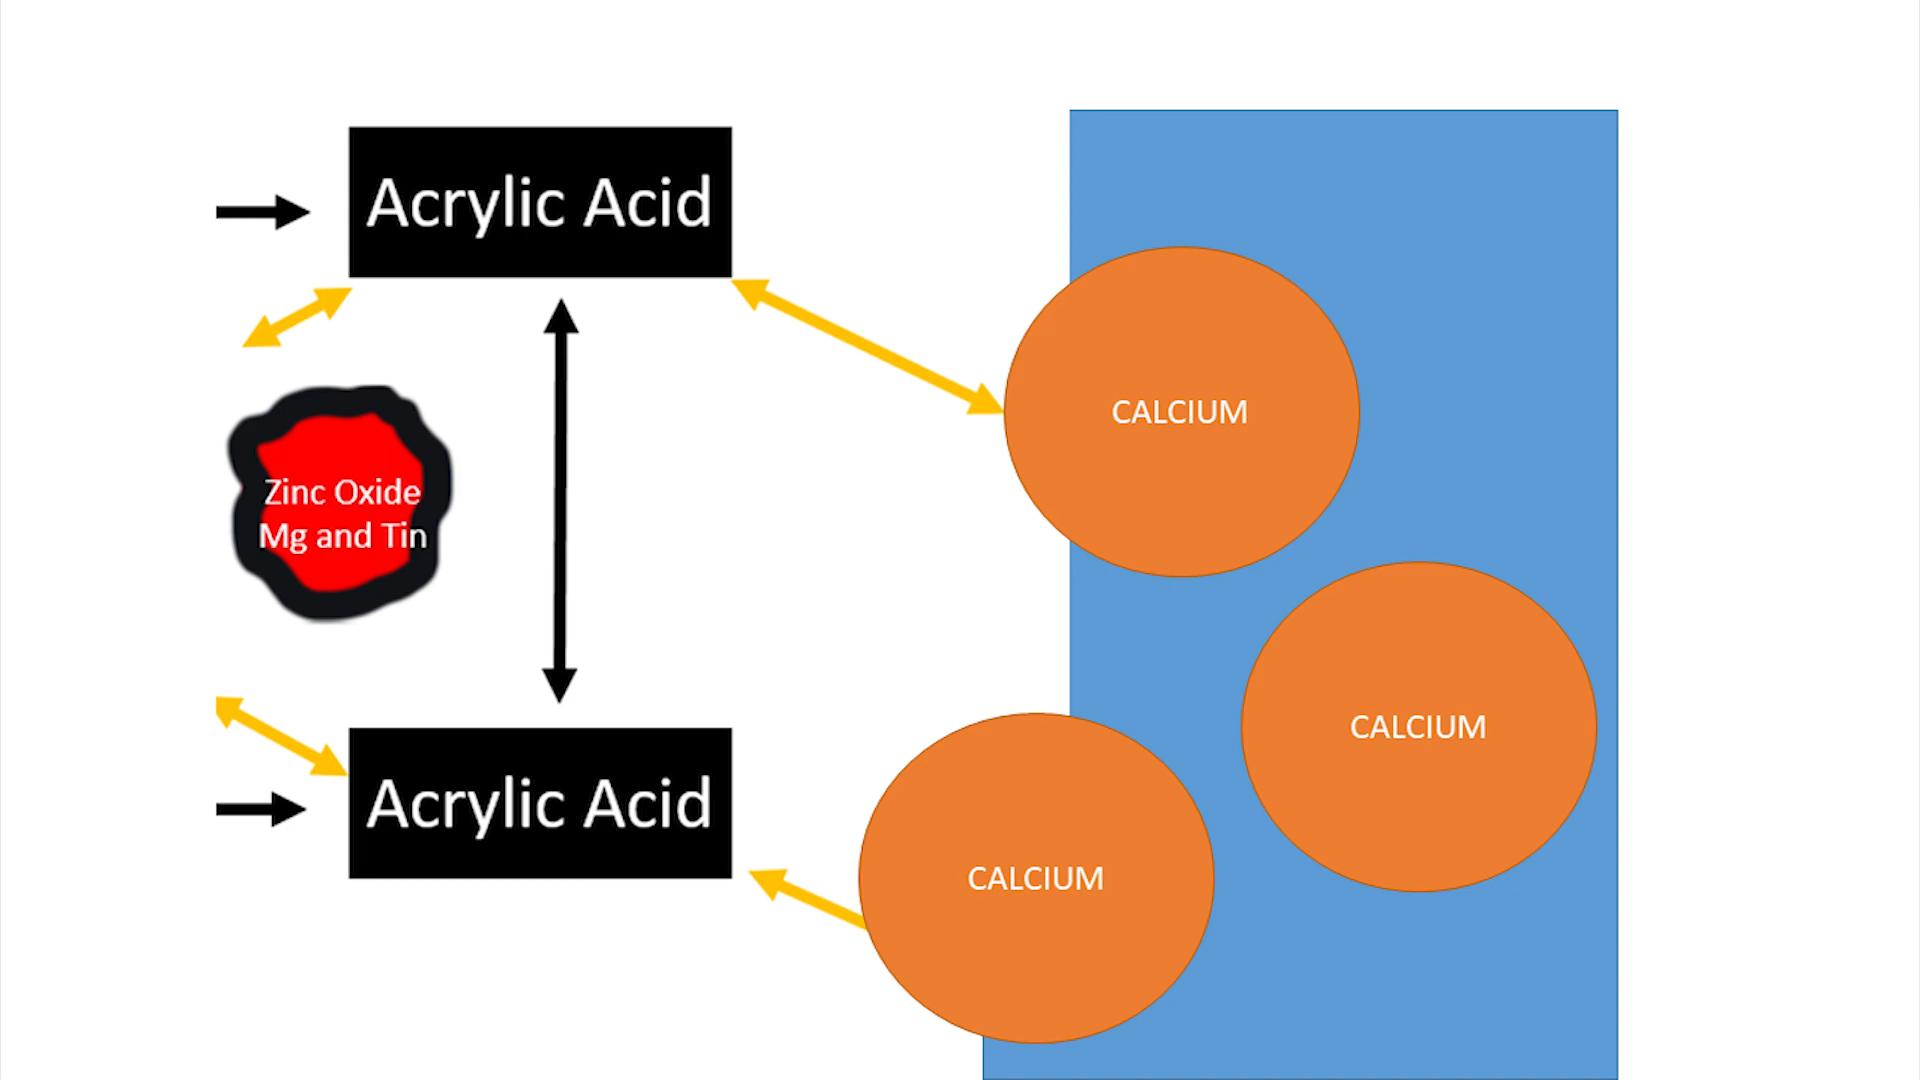 Acrylic Acid
CALCIUM
Zinc Oxide
Mg and Tin
CALCIUM
Acrylic Acid
CALCIUM